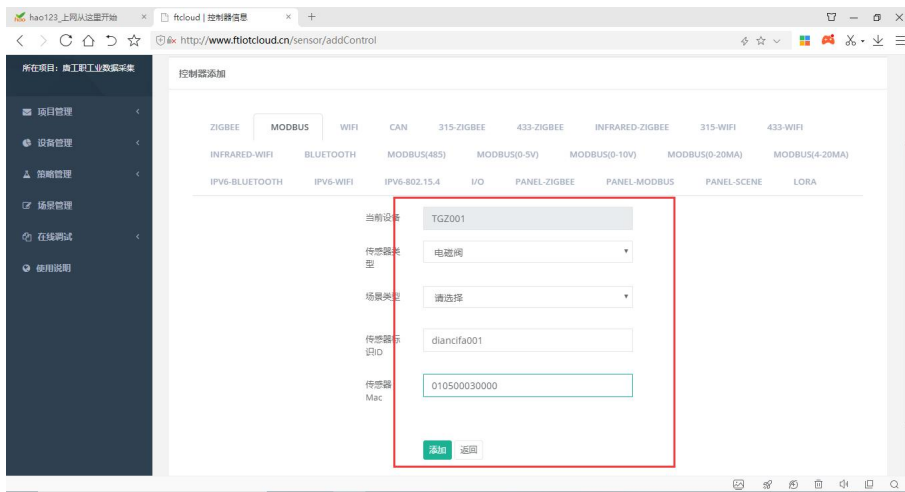 hao123_上网从这里开始
ftcloud | 控制器信息
http://www.ftiotcloud.cn/sensor/addControl
所在项目：唐工职工业数据采集
控制器添加
项目管理
设备管理
策略管理
场景管理
在线调试
使用说明
ZIGBEE MODBUS WIFI CAN 315-ZIGBEE 433-ZIGBEE INFRARED-ZIGBEE 315-WIFI 433-WIFI
INFRARED-WIFI BLUETOOTH MODBUS(485) MODBUS(0-5V) MODBUS(0-10V) MODBUS(0-20MA) MODBUS(4-20MA)
IPV6-BLUETOOTH IPV6-WIFI IPV6-802.15.4 I/O PANEL-ZIGBEE PANEL-MODBUS PANEL-SCENE LORA
当前设备 TGZ001
传感器类
型
电磁阀
场景类型 请选择
传感器标
识ID
diancifa001
传感器
Mac
010500030000
添加 返回